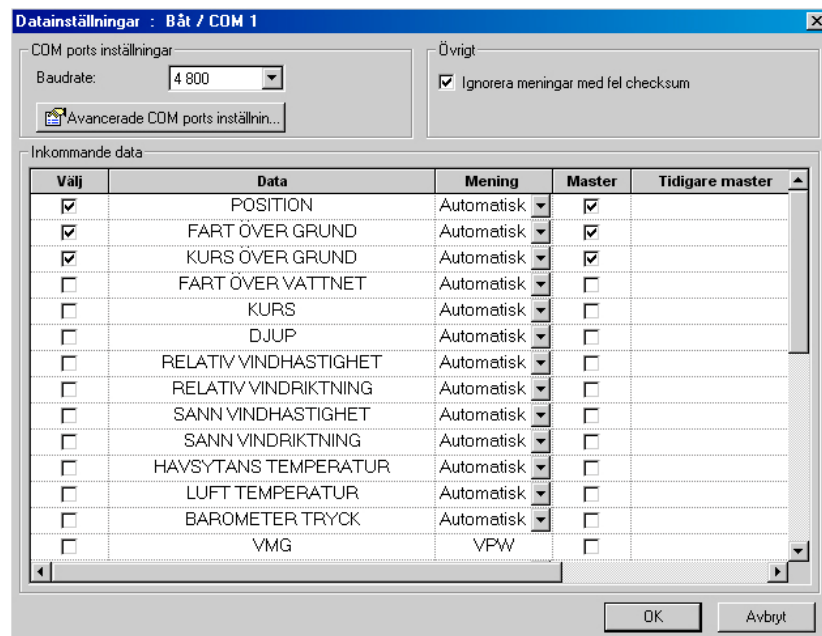 Datainställningar : Båt / COM 1
COM ports inställningar
Baudrate: 4 800
Avancerade COM ports inställnin...
Övrigt
Ignorera meningar med fel checksum
Inkommande data
Välj Data Mening Master Tidigare master
POSITION Automatisk
FART ÖVER GRUND Automatisk
KURS ÖVER GRUND Automatisk
FART ÖVER VATTNET Automatisk
KURS Automatisk
DJUP Automatisk
RELATIV VINDHASTIGHET Automatisk
RELATIV VINDRIKTNING Automatisk
SANN VINDHASTIGHET Automatisk
SANN VINDRIKTNING Automatisk
HAVSYTANS TEMPERATUR Automatisk
LUFT TEMPERATUR Automatisk
BAROMETER TRYCK Automatisk
VMG VPW
OK Avbryt